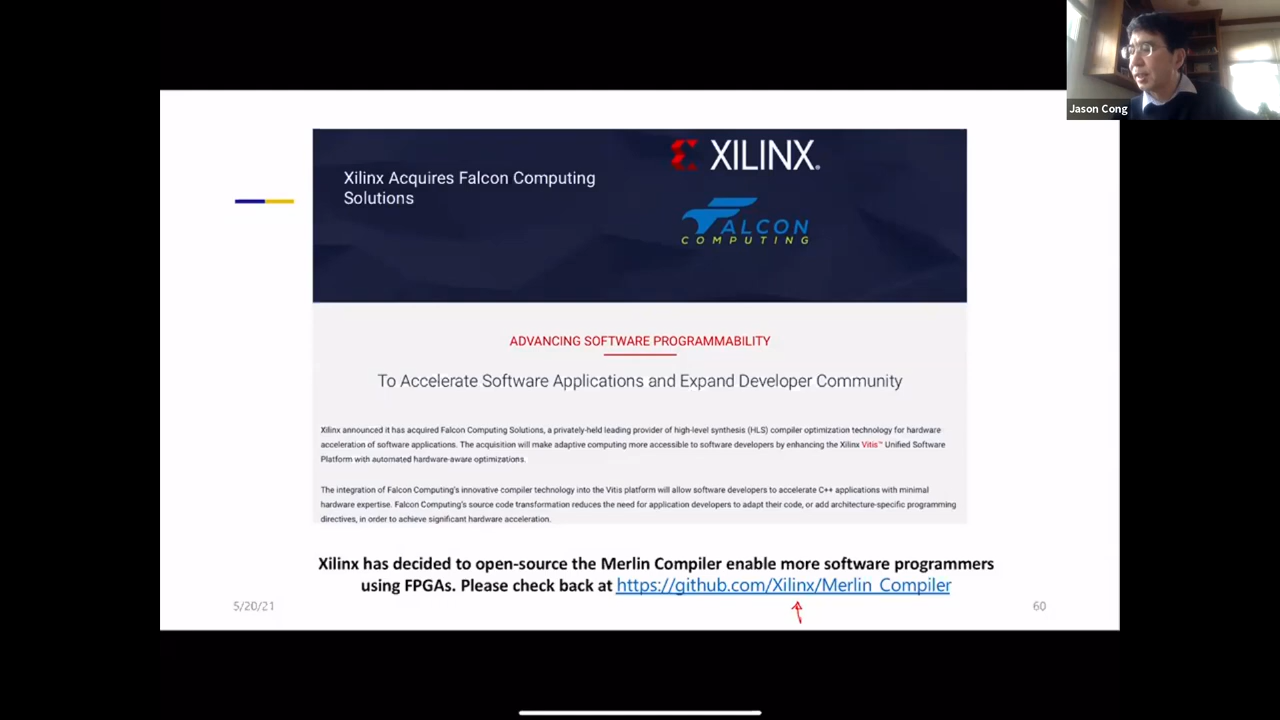 Jason Cong
Xilinx Acquires Falcon Computing
Solutions
XILINX®
FALCON
COMPUTING
ADVANCING SOFTWARE PROGRAMMABILITY
To Accelerate Software Applications and Expand Developer Community
Xilinx announced it has acquired Falcon Computing Solutions, a privately-held leading provider of high-level synthesis (HLS) compiler optimization technology for hardware
acceleration of software applications. The acquisition will make adaptive computing more accessible to software developers by enhancing the Xilinx Vitis™ Unified Software
Platform with automated hardware-aware optimizations.
The integration of Falcon Computing's innovative compiler technology into the Vitis platform will allow software developers to accelerate C++ applications with minimal
hardware expertise. Falcon Computing's source code transformation reduces the need for application developers to adapt their code, or add architecture-specific programming
directives, in order to achieve significant hardware acceleration.
Xilinx has decided to open-source the Merlin Compiler enable more software programmers
using FPGAs. Please check back at https://github.com/Xilinx/Merlin_Compiler
5/20/21
60